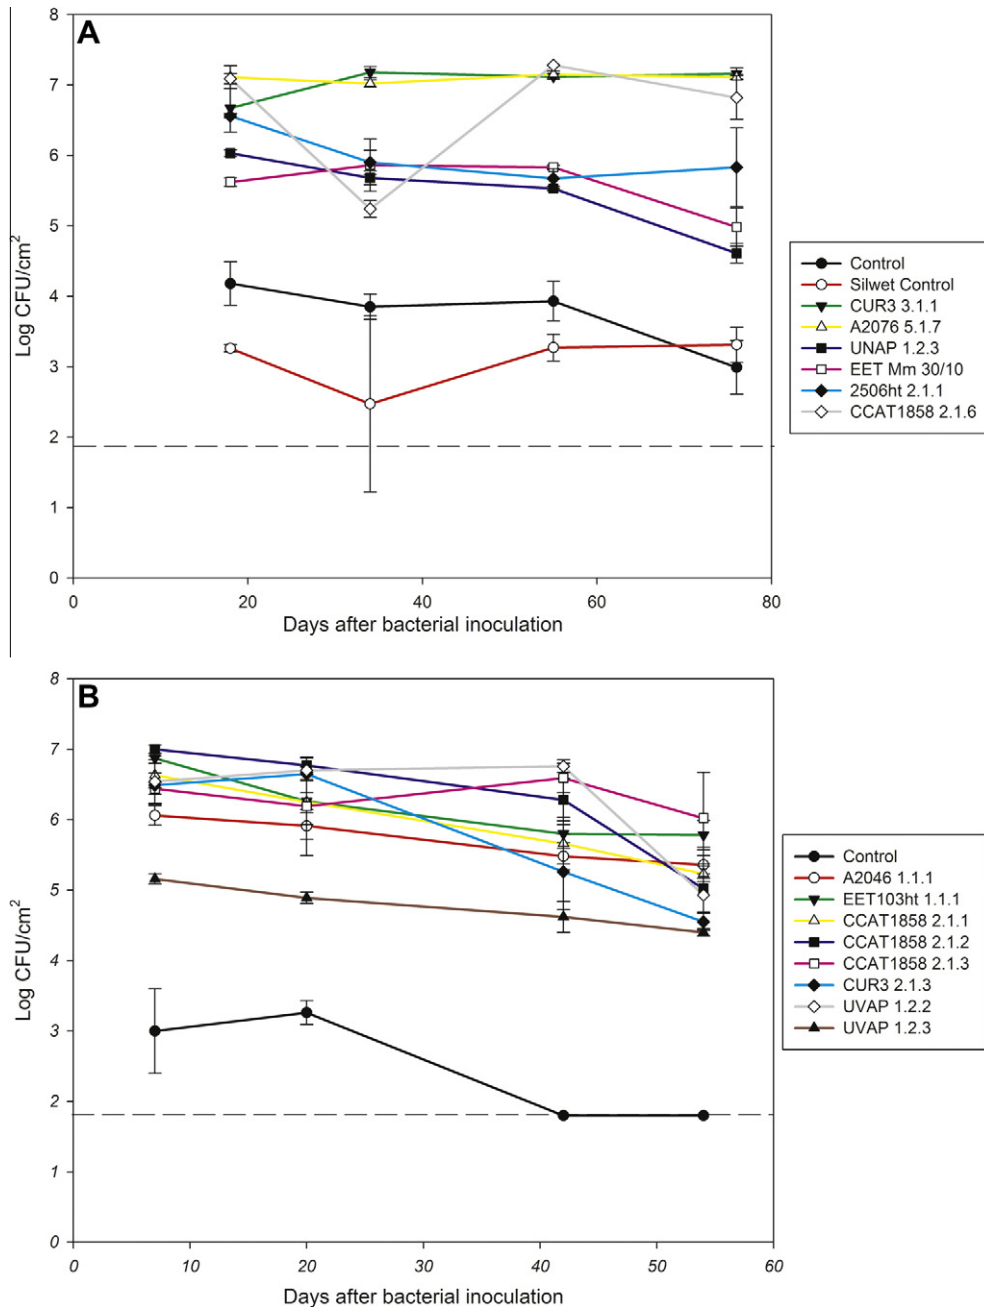 A
8
7
6
5
4
3
2
1
0
Log CFU/cm2
0 20 40 60 80
Days after bacterial inoculation
Control
Silwet Control
CUR3 3.1.1
A2076 5.1.7
UNAP 1.2.3
EET Mm 30/10
2506ht 2.1.1
CCAT1858 2.1.6
B
8
7
6
5
4
3
2
1
0
Log CFU/cm2
0 10 20 30 40 50 60
Days after bacterial inoculation
Control
A2046 1.1.1
EET103ht 1.1.1
CCAT1858 2.1.1
CCAT1858 2.1.2
CCAT1858 2.1.3
CUR3 2.1.3
UVAP 1.2.2
UVAP 1.2.3